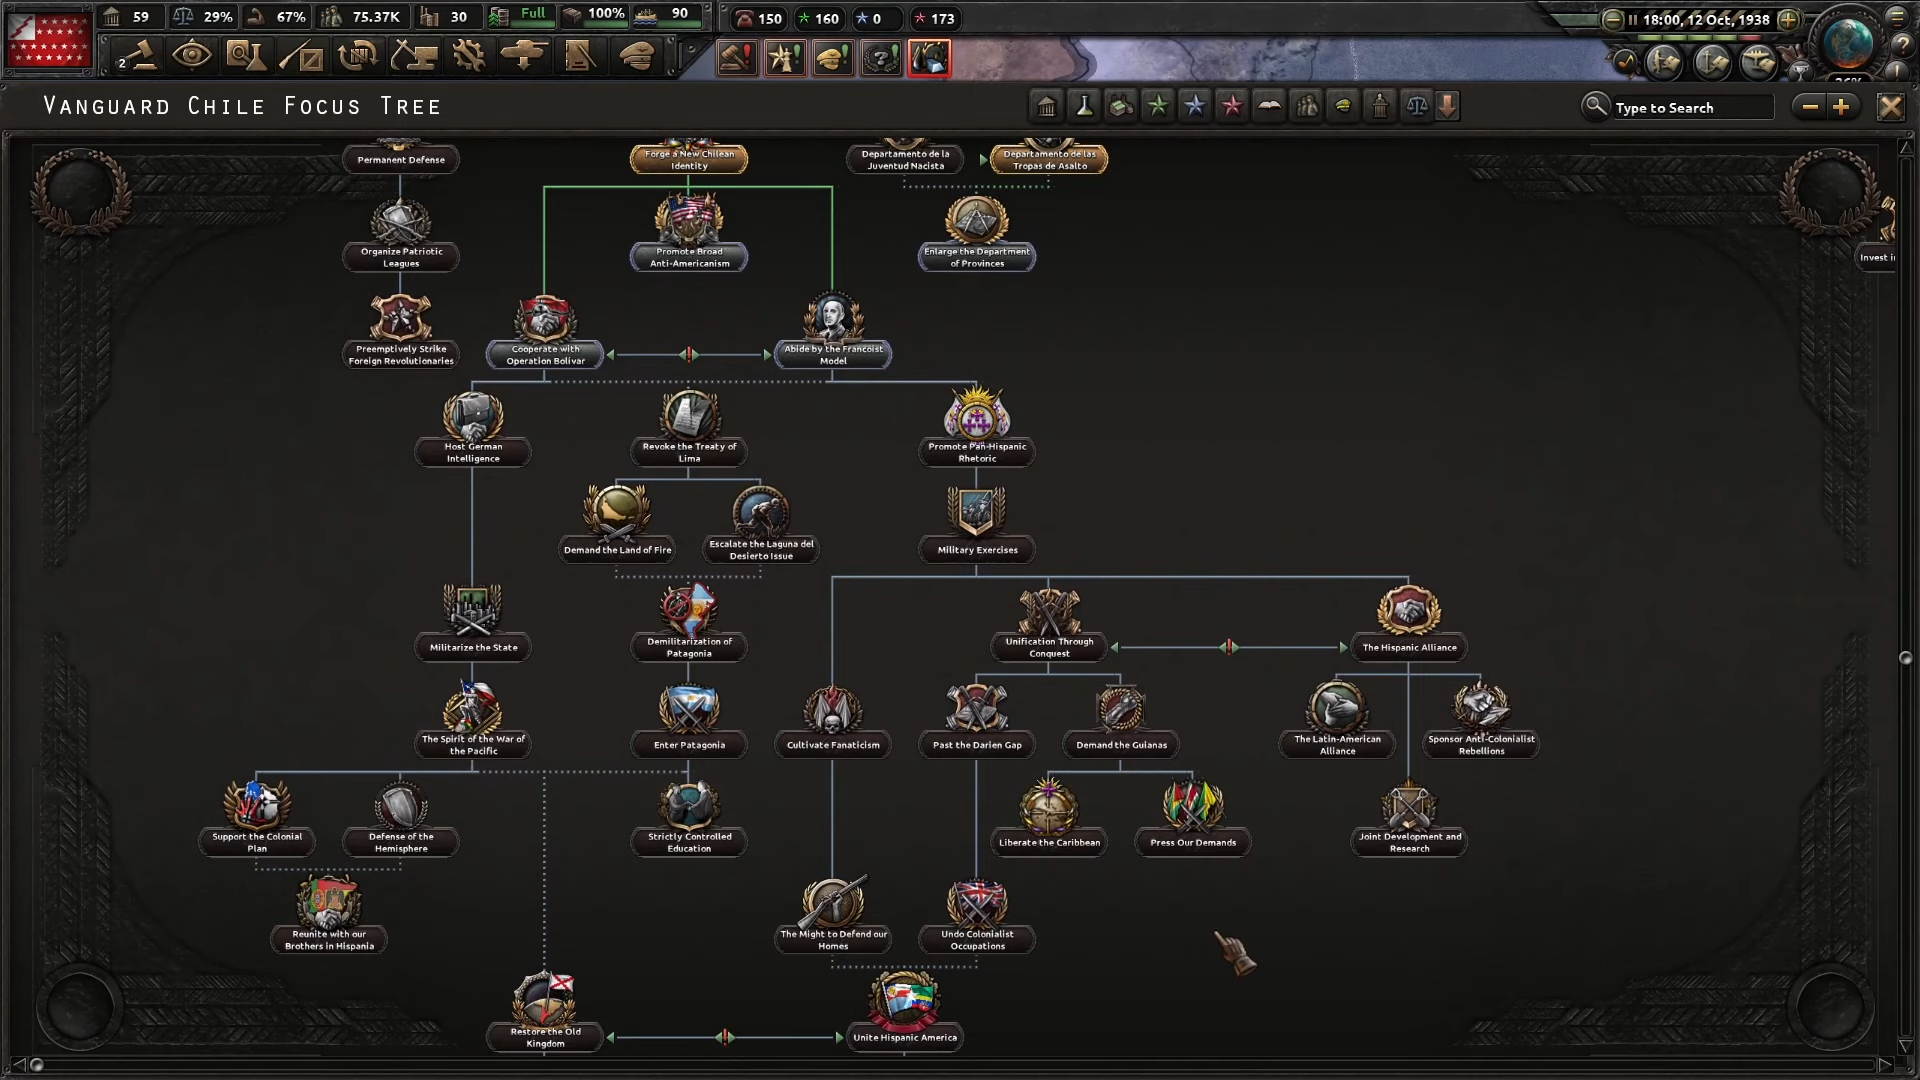 59 29% 67% 75.37K 30 Full 100% 90 150 160 0 173 18:00, 12 Oct, 1938
2
Vanguard Chile Focus Tree
Type to Search
Permanent Defense
Forge a New Chilean
Identity
Departamento de la
Juventud Nacista
Departamento de las
Tropas de Asalto
Organize Patriotic
Leagues
Promote Broad
Anti-Americanism
Enlarge the Department
of Provinces
Invest in
Preemptively Strike
Foreign Revolutionaries
Cooperate with
Operation Bolívar
Abide by the Francoist
Model
Host German
Intelligence
Revoke the Treaty of
Lima
Promote Pan-Hispanic
Rhetoric
Demand the Land of Fire
Escalate the Laguna del
Desierto Issue
Military Exercises
Militarize the State
Demilitarization of
Patagonia
Unification Through
Conquest
The Hispanic Alliance
The Spirit of the War of
the Pacific
Enter Patagonia
Cultivate Fanaticism
Past the Darien Gap
Demand the Guianas
The Latin-American
Alliance
Sponsor Anti-Colonialist
Rebellions
Support the Colonial
Plan
Defense of the
Hemisphere
Strictly Controlled
Education
Liberate the Caribbean
Press Our Demands
Joint Development and
Research
Reunite with our
Brothers in Hispania
The Might to Defend our
Homes
Undo Colonialist
Occupations
Restore the Old
Kingdom
Unite Hispanic America